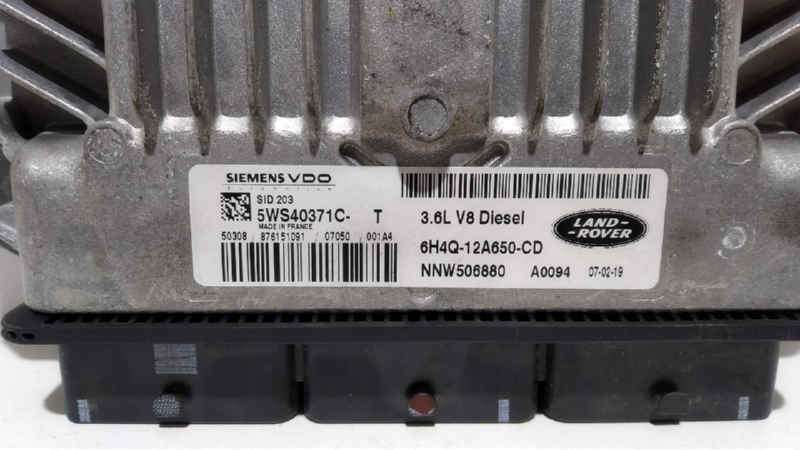 SIEMENS VDO
SID 203
5WS40371C- T
MADE IN FRANCE
50308 / 876151091 / 07050 / 001A4
3.6L V8 Diesel
LAND-
ROVER
6H4Q-12A650-CD
NNW506880 A0094 07-02-19